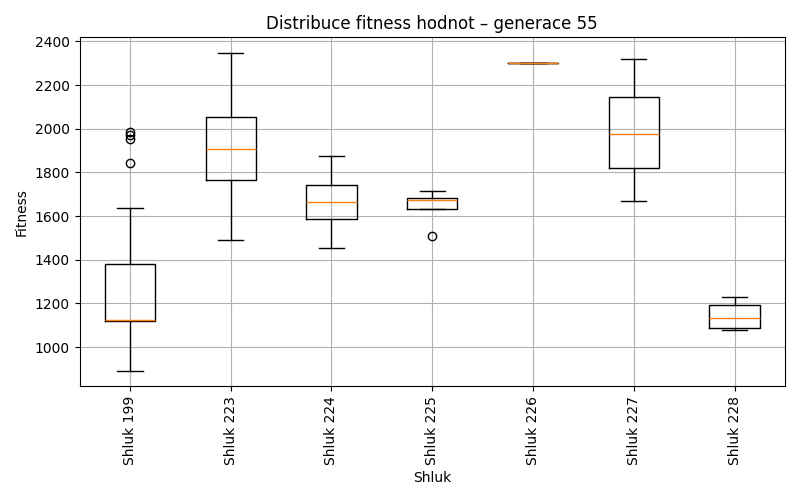 Distribuce fitness hodnot – generace 55
Fitness
2400
2200
2000
1800
1600
1400
1200
1000
Shluk 199
Shluk 223
Shluk 224
Shluk 225
Shluk 226
Shluk 227
Shluk 228
Shluk